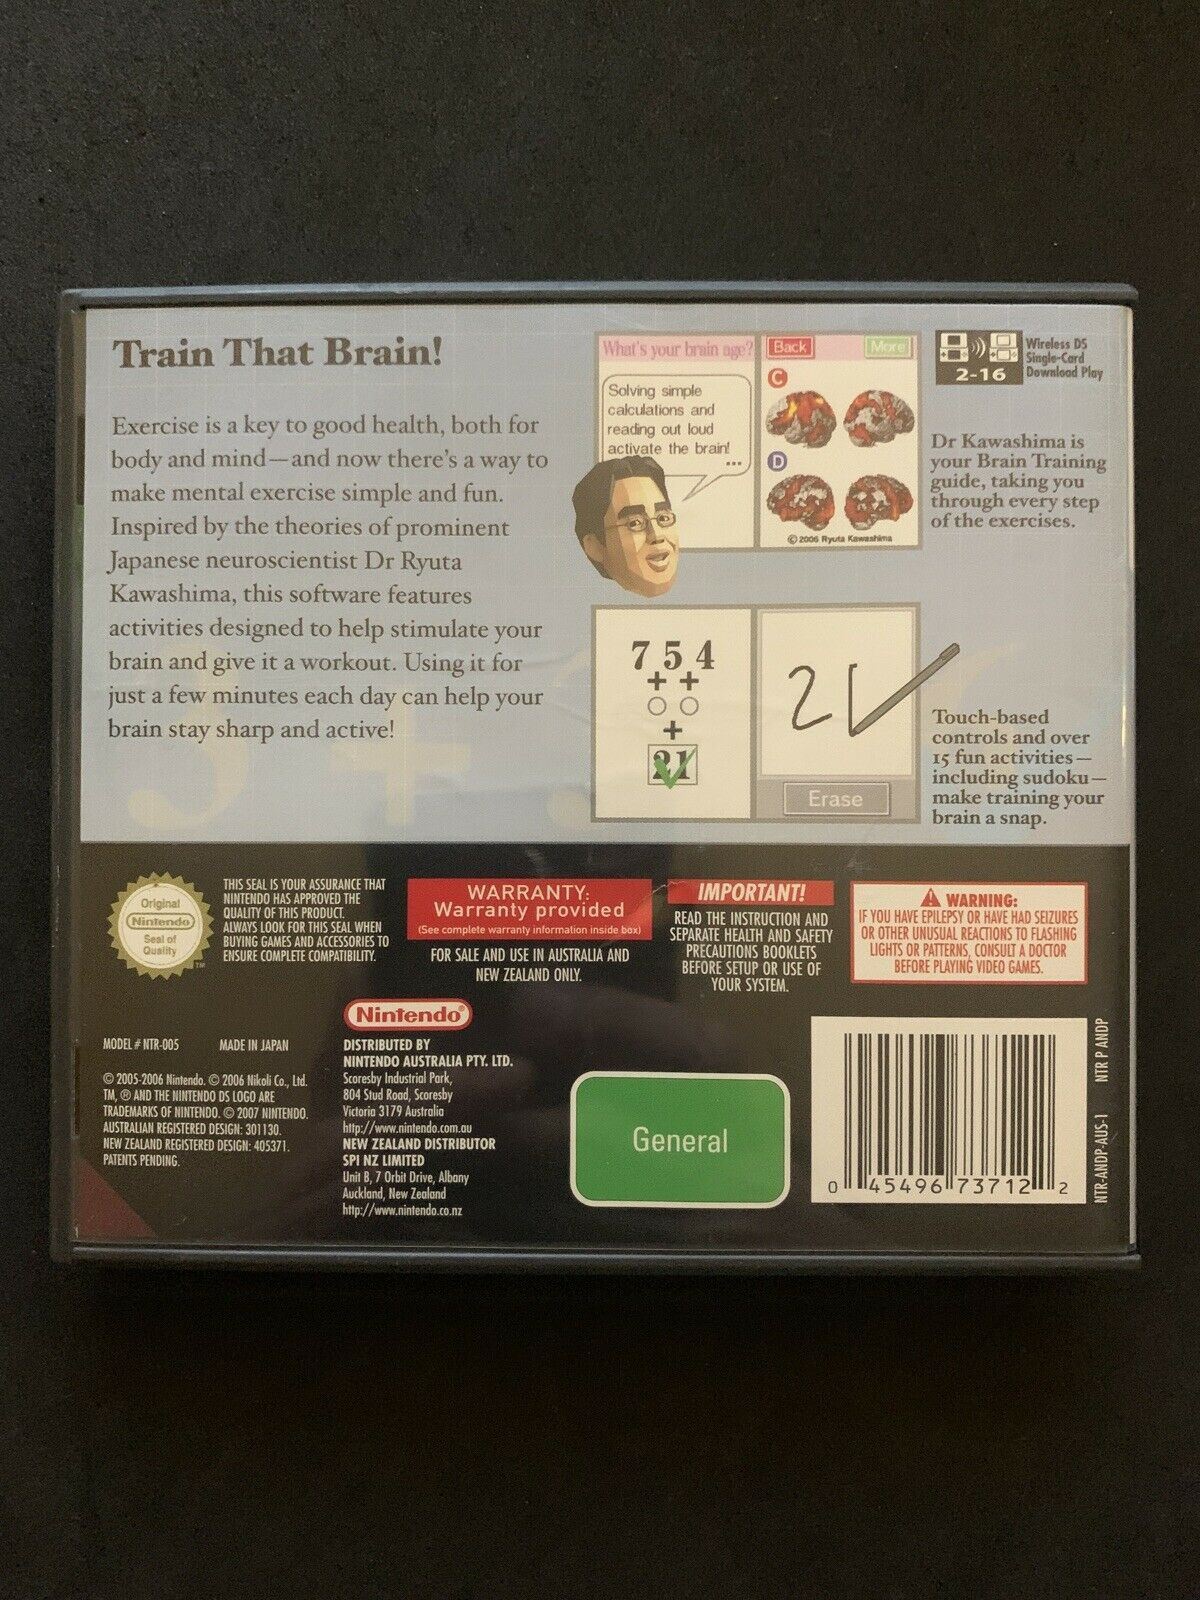 Train That Brain!
Exercise is a key to good health, both for
body and mind—and now there's a way to
make mental exercise simple and fun.
Inspired by the theories of prominent
Japanese neuroscientist Dr Ryuta
Kawashima, this software features
activities designed to help stimulate your
brain and give it a workout. Using it for
just a few minutes each day can help your
brain stay sharp and active!
What's your brain age?
Solving simple
calculations and
reading out loud
activate the brain!
...
Back
More
C
D
© 2006 Ryuta Kawashima
2-16
Wireless DS
Single-Card
Download Play
Dr Kawashima is
your Brain Training
guide, taking you
through every step
of the exercises.
7 5 4
+ +
+
21
2
Erase
Touch-based
controls and over
15 fun activities—
including sudoku—
make training your
brain a snap.
Original
Nintendo
Seal of
Quality
TM
THIS SEAL IS YOUR ASSURANCE THAT
NINTENDO HAS APPROVED THE
QUALITY OF THIS PRODUCT.
ALWAYS LOOK FOR THIS SEAL WHEN
BUYING GAMES AND ACCESSORIES TO
ENSURE COMPLETE COMPATIBILITY.
WARRANTY:
Warranty provided
(See complete warranty information inside box)
FOR SALE AND USE IN AUSTRALIA AND
NEW ZEALAND ONLY.
IMPORTANT!
READ THE INSTRUCTION AND
SEPARATE HEALTH AND SAFETY
PRECAUTIONS BOOKLETS
BEFORE SETUP OR USE OF
YOUR SYSTEM.
WARNING:
IF YOU HAVE EPILEPSY OR HAVE HAD SEIZURES
OR OTHER UNUSUAL REACTIONS TO FLASHING
LIGHTS OR PATTERNS, CONSULT A DOCTOR
BEFORE PLAYING VIDEO GAMES.
MODEL # NTR-005 MADE IN JAPAN
© 2005-2006 Nintendo. © 2006 Nikoli Co., Ltd.
TM, ® AND THE NINTENDO DS LOGO ARE
TRADEMARKS OF NINTENDO. © 2007 NINTENDO.
AUSTRALIAN REGISTERED DESIGN: 301130.
NEW ZEALAND REGISTERED DESIGN: 405371.
PATENTS PENDING.
Nintendo
DISTRIBUTED BY
NINTENDO AUSTRALIA PTY. LTD.
Scoresby Industrial Park,
804 Stud Road, Scoresby
Victoria 3179 Australia
http://www.nintendo.com.au
NEW ZEALAND DISTRIBUTOR
SPI NZ LIMITED
Unit B, 7 Orbit Drive, Albany
Auckland, New Zealand
http://www.nintendo.co.nz
General
0 45496 73712 2
NTR-ANDP-AUS-1 NTR P ANDP